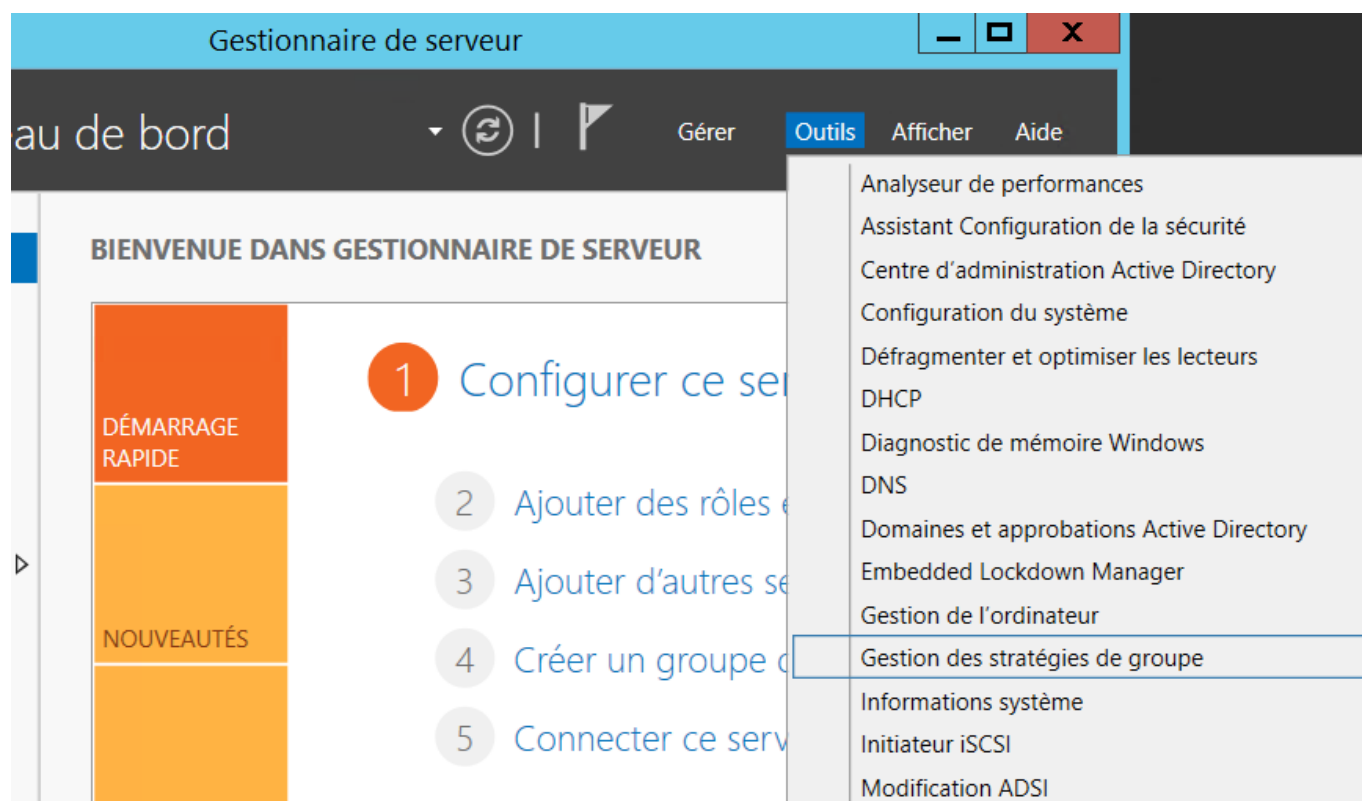 Gestionnaire de serveur
au de bord
Gérer Outils Afficher Aide
BIENVENUE DANS GESTIONNAIRE DE SERVEUR
DÉMARRAGE
RAPIDE
NOUVEAUTÉS
1 Configurer ce ser
2 Ajouter des rôles e
3 Ajouter d'autres se
4 Créer un groupe d
5 Connecter ce serv
Analyseur de performances
Assistant Configuration de la sécurité
Centre d'administration Active Directory
Configuration du système
Défragmenter et optimiser les lecteurs
DHCP
Diagnostic de mémoire Windows
DNS
Domaines et approbations Active Directory
Embedded Lockdown Manager
Gestion de l'ordinateur
Gestion des stratégies de groupe
Informations système
Initiateur iSCSI
Modification ADSI